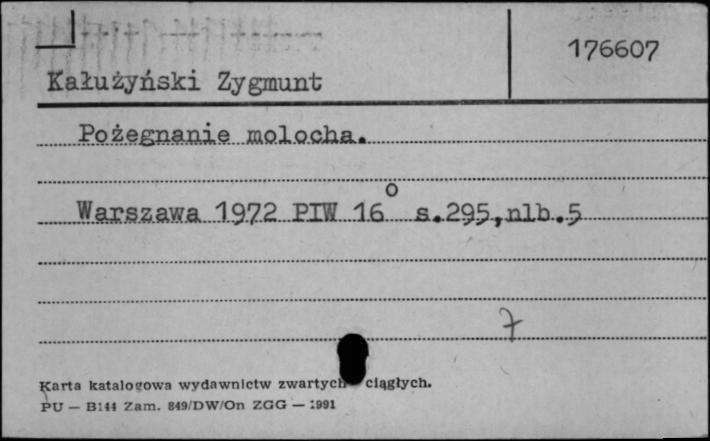 176607
Kałużyński Zygmunt
Pożegnanie molocha.
Warszawa 1972 PIW 16° s.295,nlb.5
7
Karta katalogowa wydawnictw zwartych ciągłych.
PU — B144 Zam. 849/DW/On ZGG — 1991